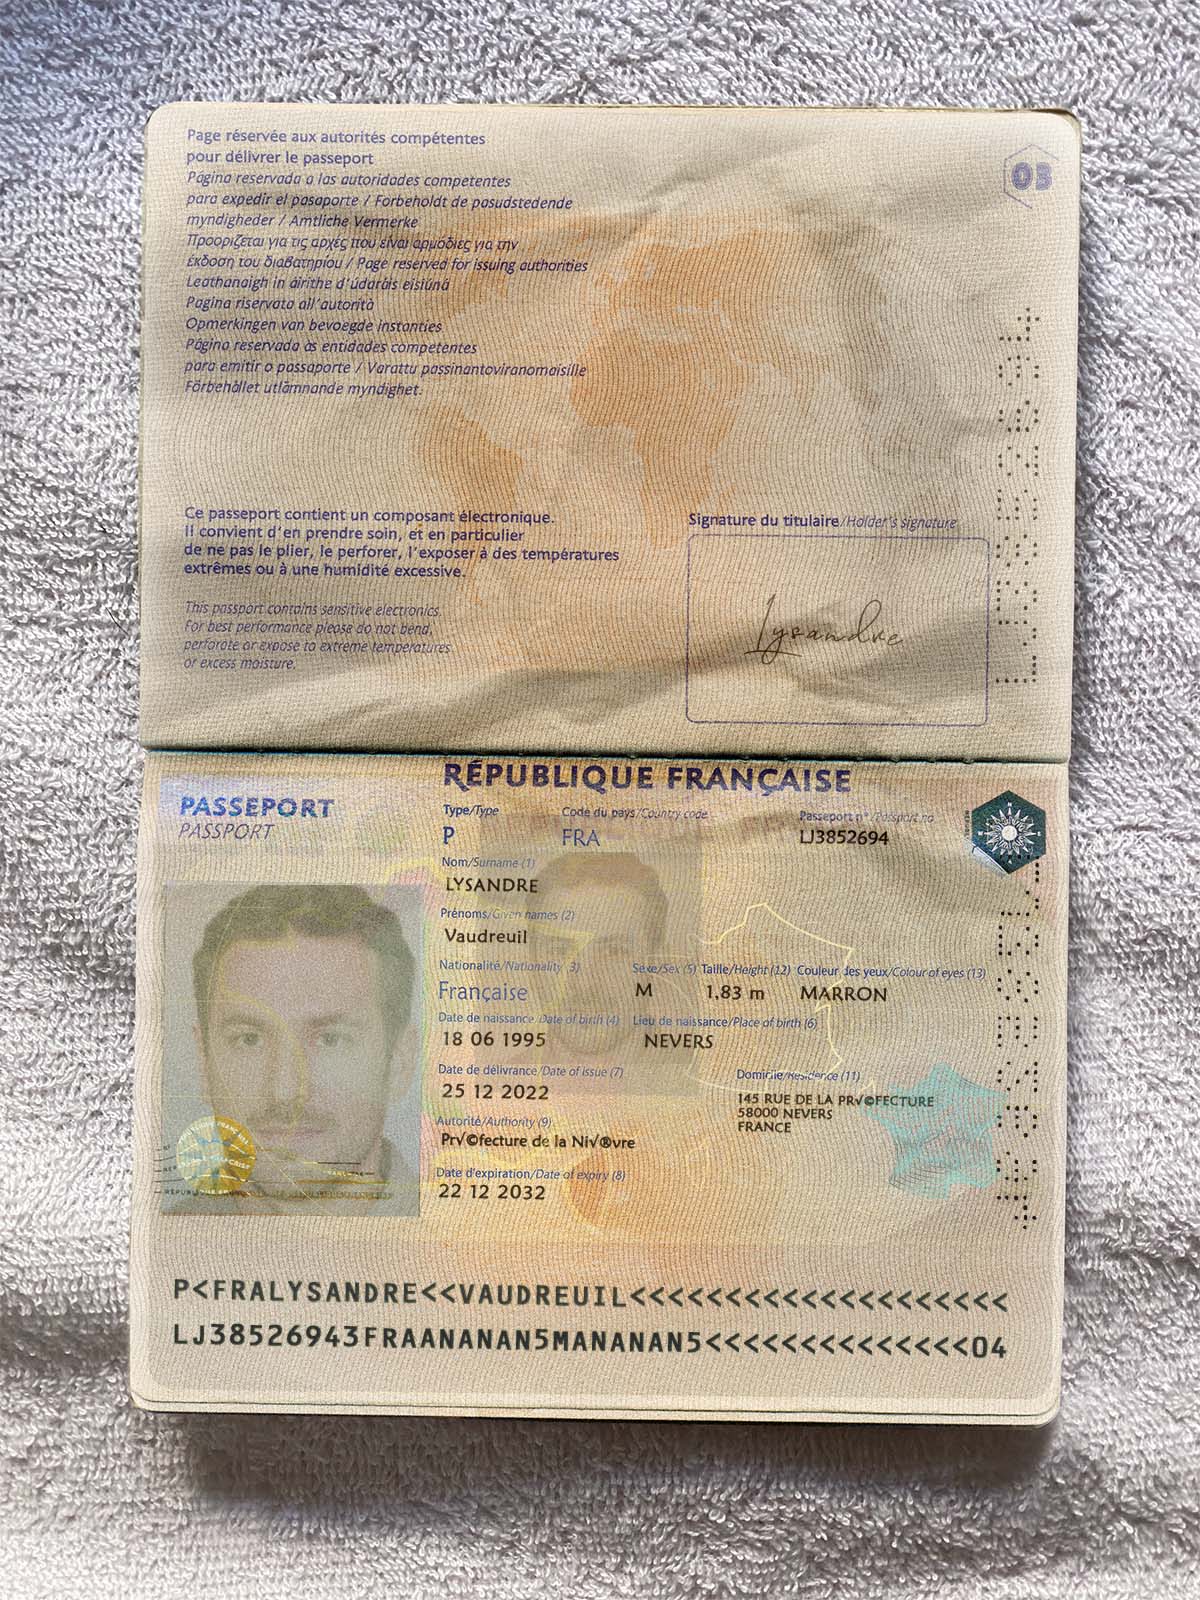 Page réservée aux autorités compétentes
pour délivrer le passeport
03
Pagina reservada a las autoridades competentes
para expedir el pasaporte / Forbeholdt de pasudstedende
myndigheder / Amtliche Vermerke
Προορίζεται για τις αρχές που είναι αρμόδιες για την
έκδοση του διαβατηρίου / Page reserved for issuing authorities
Leathanaigh in áirithe d'údaráis eisiúna
Pagina riservata all'autorità
Opmerkingen van bevoegde instanties
Página reservada às entidades competentes
para emitir o passaporte / Varattu passinantoviranomaisille
Förbehållet utlämnande myndighet.
Ce passeport contient un composant électronique.
Il convient d'en prendre soin, et en particulier
de ne pas le plier, le perforer, l'exposer à des températures
extrêmes ou à une humidité excessive.
This passport contains sensitive electronics.
For best performance please do not bend,
perforate or expose to extreme temperatures
or excess moisture.
Signature du titulaire/Holder's signature
Lysandre
RÉPUBLIQUE FRANÇAISE
PASSEPORT
PASSPORT
Type/Type Code du pays/Country code Passeport n°/Passport no
P FRA LJ3852694
Nom/Surname (1)
LYSANDRE
Prénoms/Given names (2)
Vaudreuil
Nationalité/Nationality (3) Sexe/Sex (5) Taille/Height (12) Couleur des yeux/Colour of eyes (13)
Française M 1,83 m MARRON
Date de naissance/Date of birth (4) Lieu de naissance/Place of birth (6)
18 06 1995 NEVERS
Date de délivrance/Date of issue (7) Domicile/Residence (11)
25 12 2022
145 RUE DE LA PR√©FECTURE
58000 NEVERS
FRANCE
Autorité/Authority (9)
Pr√©fecture de la Ni√®vre
Date d'expiration/Date of expiry (8)
22 12 2032
P<FRALYSANDRE<<VAUDREUIL<<<<<<<<<<<<<<<<<<<<
LJ38526943FRAANANAN5MANANAN5<<<<<<<<<<<<<<04